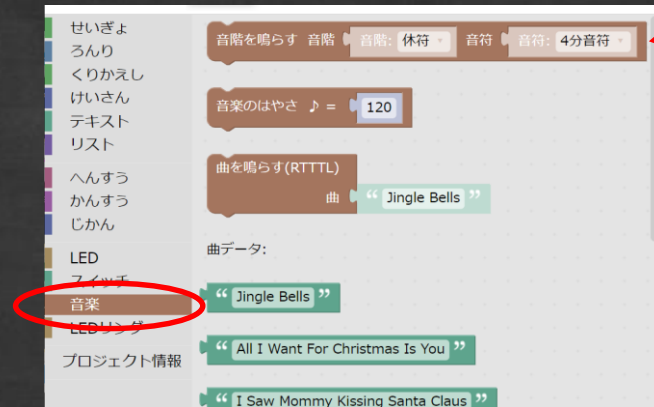 せいぎょ
ろんり
くりかえし
けいさん
テキスト
リスト
へんすう
かんすう
じかん
LED
スイッチ
音楽
LEDリング
プロジェクト情報
音階を鳴らす 音階 音階: 休符 音符 音符: 4分音符
音楽のはやさ ♪ = 120
曲を鳴らす(RTTTL)
曲 “ Jingle Bells ”
曲データ:
“ Jingle Bells ”
“ All I Want For Christmas Is You ”
“ I Saw Mommy Kissing Santa Claus ”